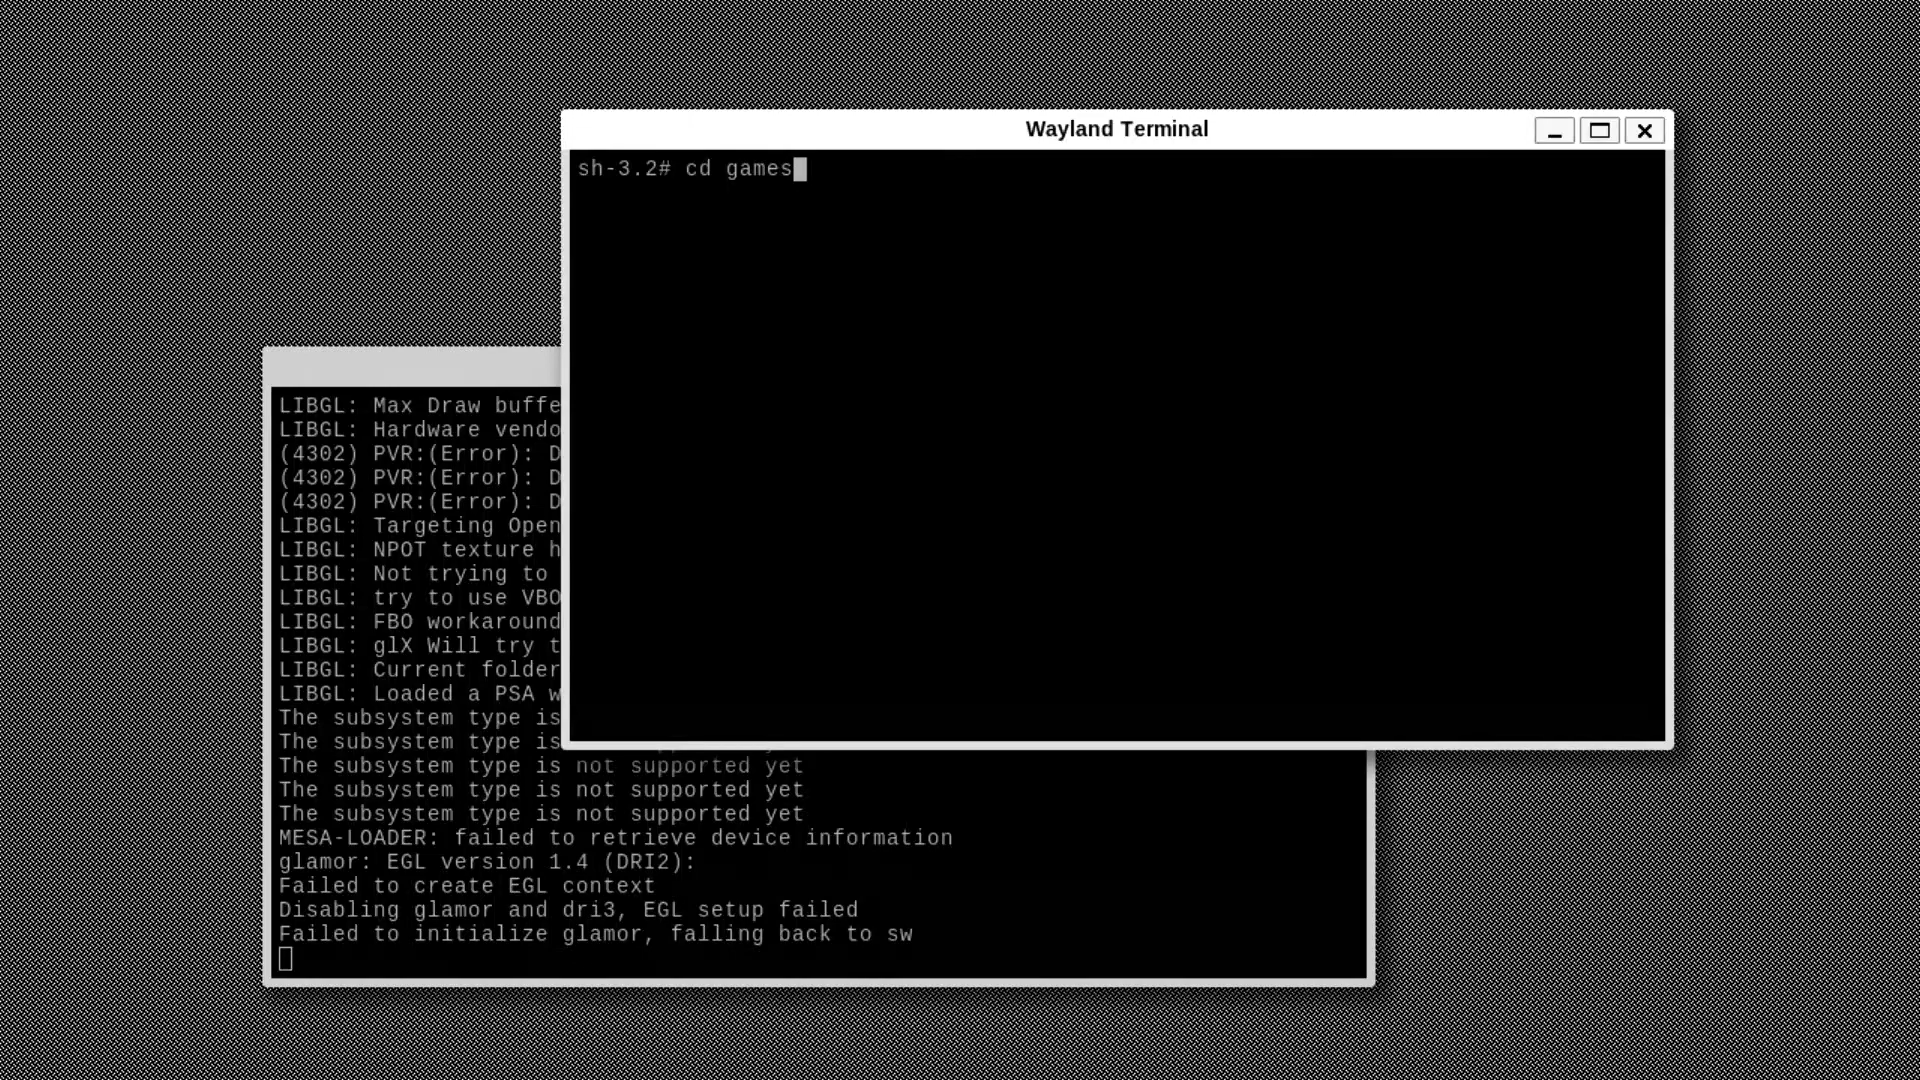 Wayland Terminal
sh-3.2# cd games
LIBGL: Max Draw
LIBGL: Hardware
(4302) PVR:(Error):
(4302) PVR:(Error):
(4302) PVR:(Error):
LIBGL: Targeting
LIBGL: NPOT texture
LIBGL: Not trying to
LIBGL: try to use VBO
LIBGL: FBO workaround
LIBGL: glX Will try
LIBGL: Current folder
LIBGL: Loaded a PSA
The subsystem type is
The subsystem type is
The subsystem type is not supported yet
The subsystem type is not supported yet
The subsystem type is not supported yet
MESA-LOADER: failed to retrieve device information
glamor: EGL version 1.4 (DRI2):
Failed to create EGL context
Disabling glamor and dri3, EGL setup failed
Failed to initialize glamor, falling back to sw